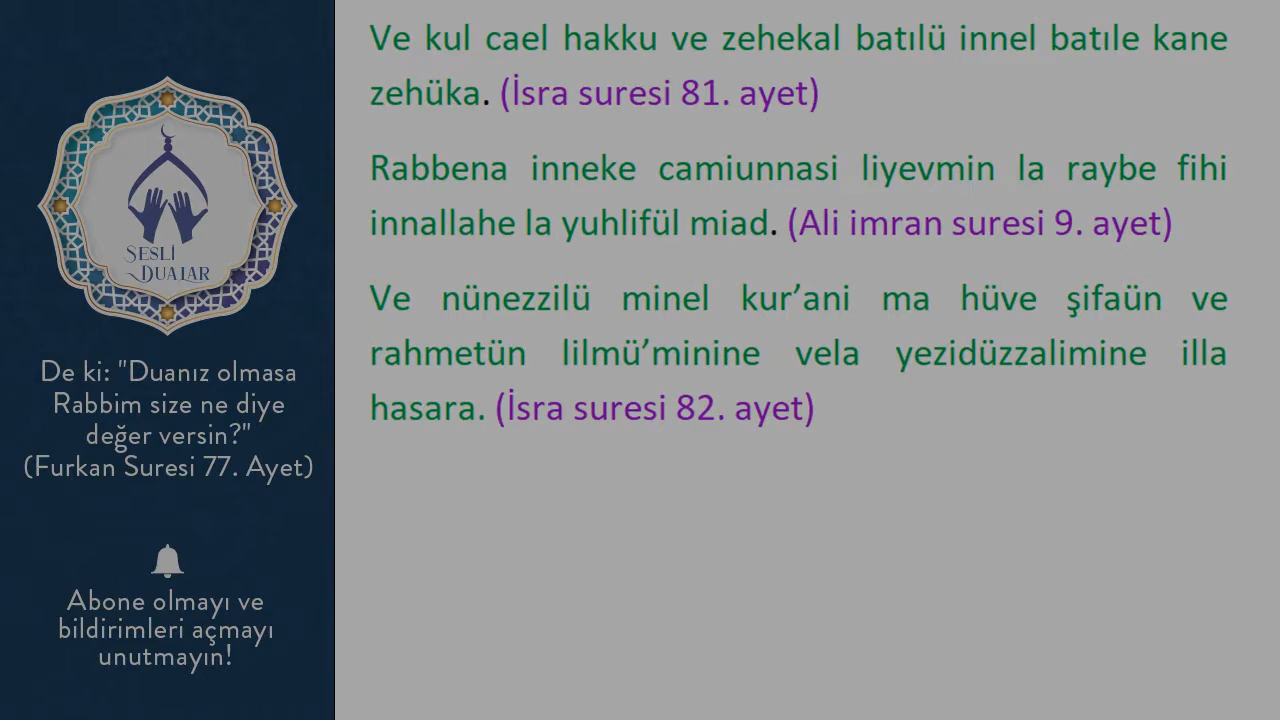 SESLİ
DUALAR
De ki: "Duanız olmasa
Rabbim size ne diye
değer versin?"
(Furkan Suresi 77. Ayet)
Abone olmayı ve
bildirimleri açmayı
unutmayın!
Ve kul cael hakku ve zehekal batılü innel batıle kane
zehüka. (İsra suresi 81. ayet)
Rabbena inneke camiunnasi liyevmin la raybe fihi
innallahe la yuhlifül miad. (Ali imran suresi 9. ayet)
Ve nünezzilü minel kur’ani ma hüve şifaün ve
rahmetün lilmü’minine vela yezidüzzalimine illa
hasara. (İsra suresi 82. ayet)